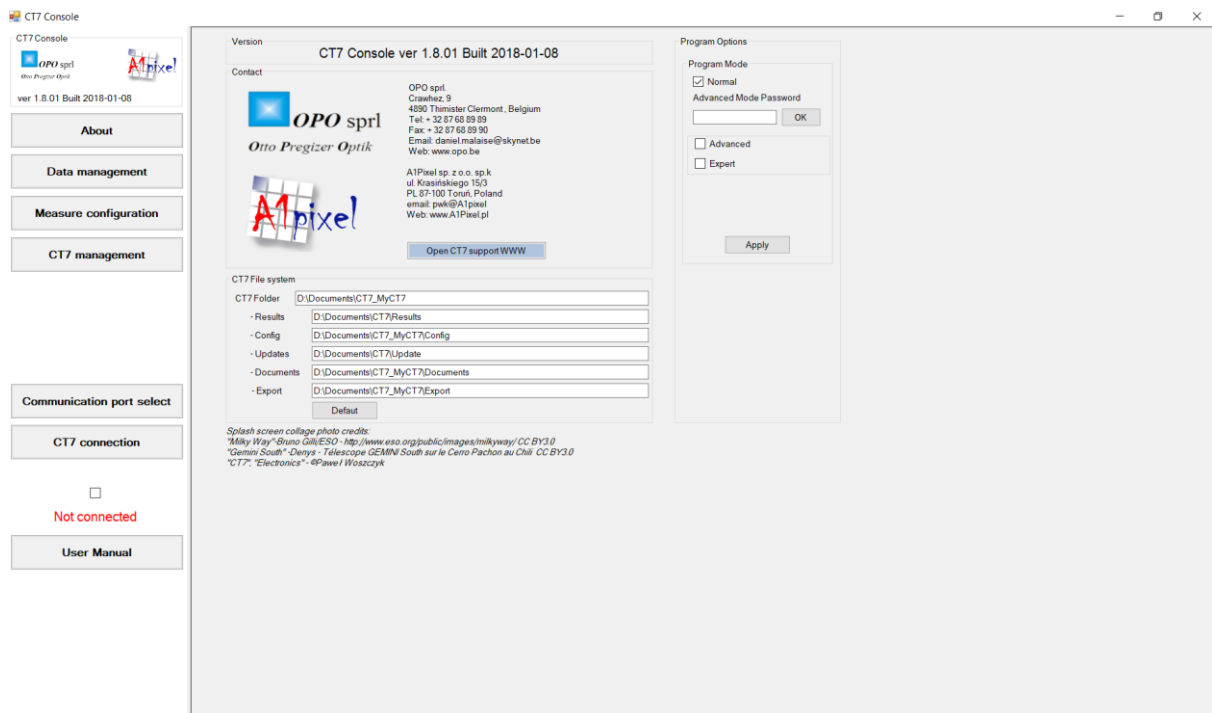 CT7 Console
CT7 Console
OPO sprl
Otto Pregizer Optik
A1pixel
ver 1.8.01 Built 2018-01-08
About
Data management
Measure configuration
CT7 management
Communication port select
CT7 connection
Not connected
User Manual
Version
CT7 Console ver 1.8.01 Built 2018-01-08
Contact
OPO sprl
Otto Pregizer Optik
A1pixel
OPO sprl.
Crawhez, 9
4890 Thimister Clermont, Belgium
Tel: + 32 87 68 89 89
Fax: + 32 87 68 89 90
Email: daniel.malaise@skynet.be
Web: www.opo.be
A1Pixel sp. z o.o. sp.k
ul. Krasińskiego 15/3
PL 87-100 Toruń, Poland
email: pwk@A1pixel
Web: www.A1Pixel.pl
Open CT7 support WWW
CT7 File system
CT7 Folder D:\Documents\CT7_MyCT7
- Results D:\Documents\CT7\Results
- Config D:\Documents\CT7_MyCT7\Config
- Updates D:\Documents\CT7\Update
- Documents D:\Documents\CT7_MyCT7\Documents
- Export D:\Documents\CT7_MyCT7\Export
Defaut
Splash screen collage photo credits:
"Milky Way"-Bruno Gilli/ESO - http://www.eso.org/public/images/milkyway/ CC BY3.0
"Gemini South" -Denys - Télescope GEMINI South sur le Cerro Pachon au Chili CC BY3.0
"CT7", "Electronics" - ©Paweł Woszczyk
Program Options
Program Mode
Normal
Advanced Mode Password
OK
Advanced
Expert
Apply